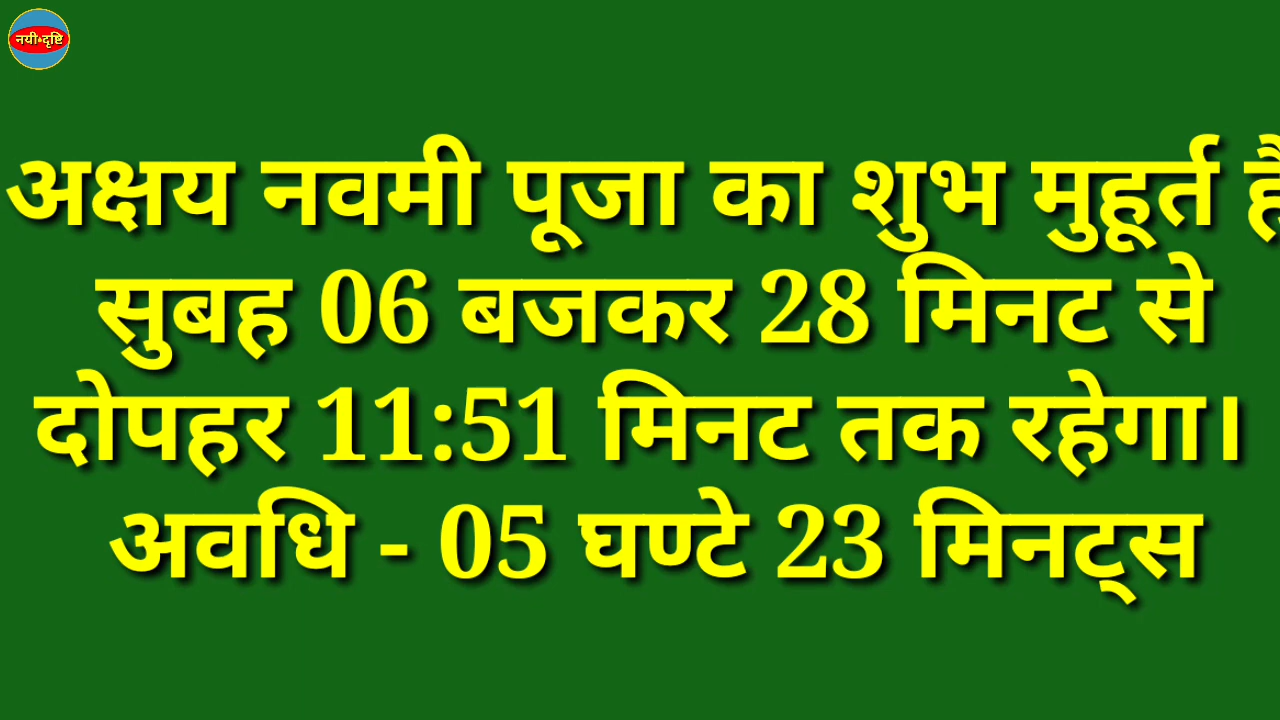 नयी•दृष्टि
अक्षय नवमी पूजा का शुभ मुहूर्त है
सुबह 06 बजकर 28 मिनट से
दोपहर 11:51 मिनट तक रहेगा।
अवधि - 05 घण्टे 23 मिनट्स